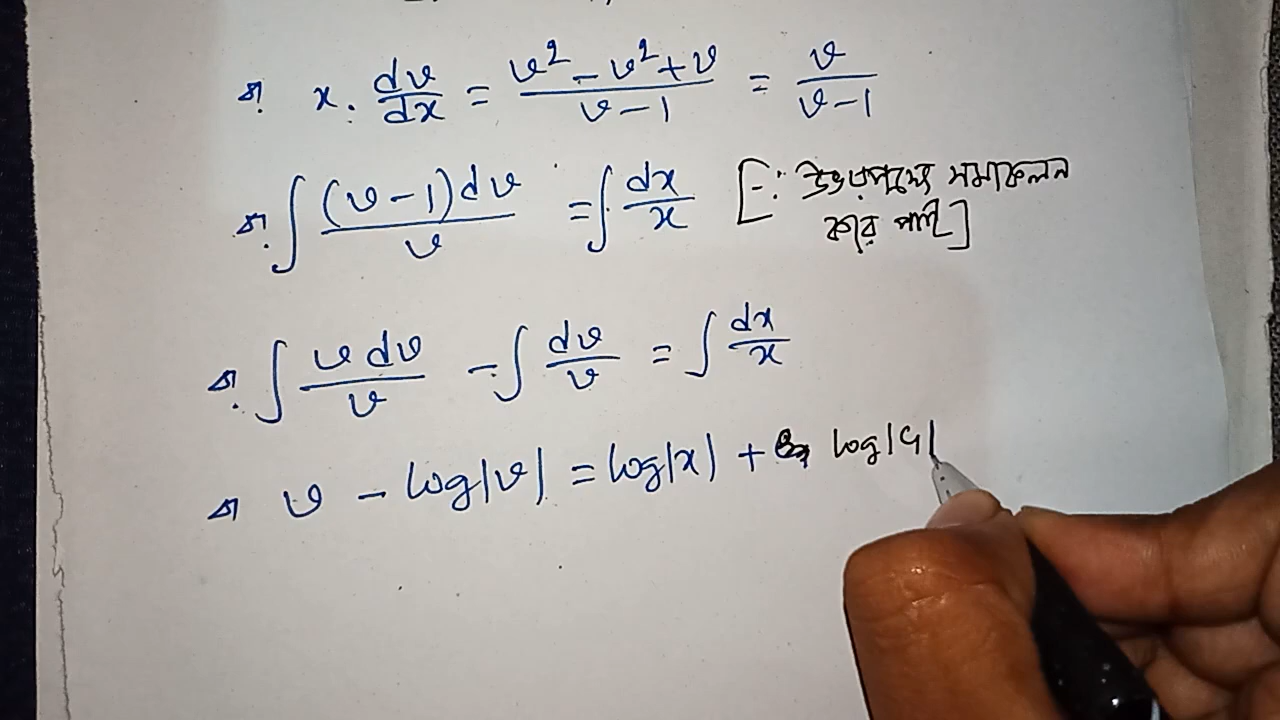 বা, x. dv/dx = (v² - v² + v)/(v - 1) = v/(v - 1)
বা, ∫ (v - 1)dv/v = ∫ dx/x [∵ উভয়পক্ষে সমাকলন
করে পাই]
বা, ∫ v dv/v - ∫ dv/v = ∫ dx/x
বা v - log|v| = log|x| + log|c₁|